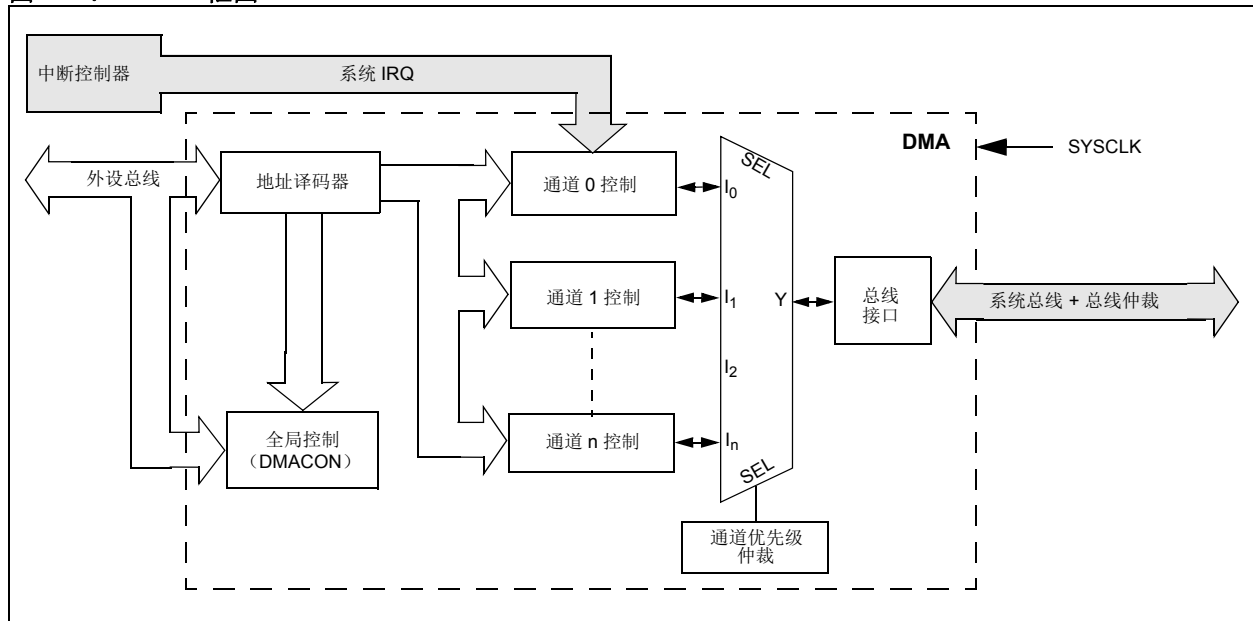 中断控制器
系统 IRQ
DMA
SYSCLK
外设总线
地址译码器
通道 0 控制
SEL
I0
通道 1 控制
I1
Y
总线
接口
系统总线 + 总线仲裁
I2
全局控制
（DMACON）
通道 n 控制
In
SEL
通道优先级
仲裁